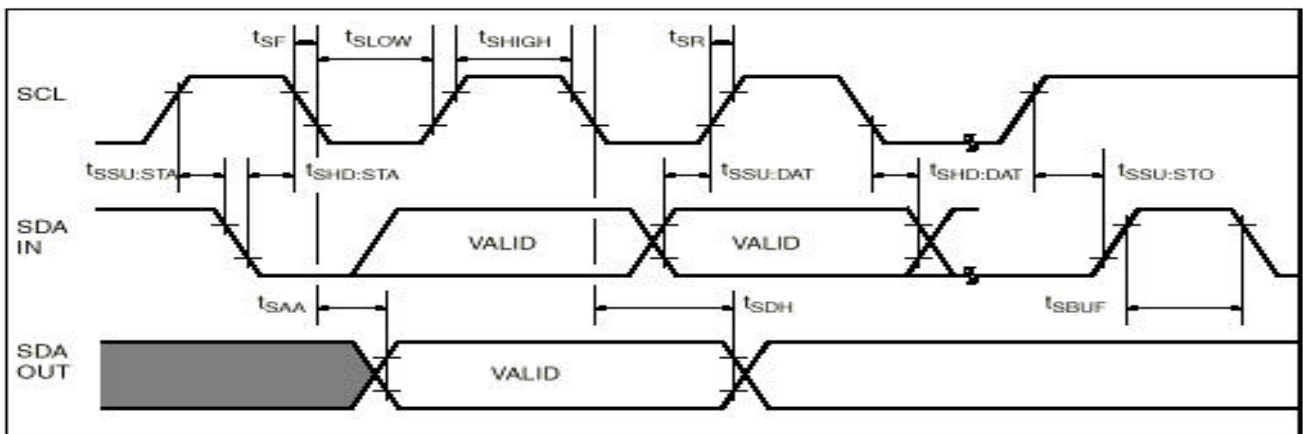 tSF tSLOW tSHIGH tSR
SCL
tSSU:STA tSHD:STA tSSU:DAT tSHD:DAT tSSU:STO
SDA
IN
VALID VALID
tSAA tSDH tSBUF
SDA
OUT
VALID